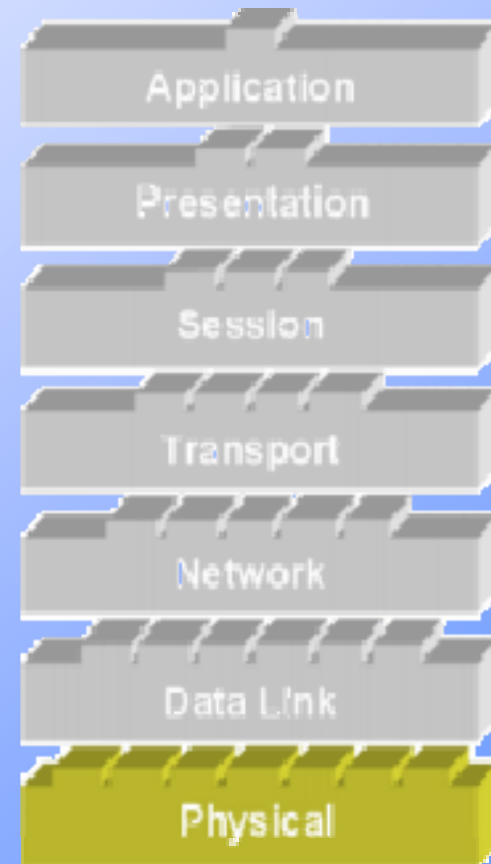 Application
Presentation
Session
Transport
Network
Data Link
Physical